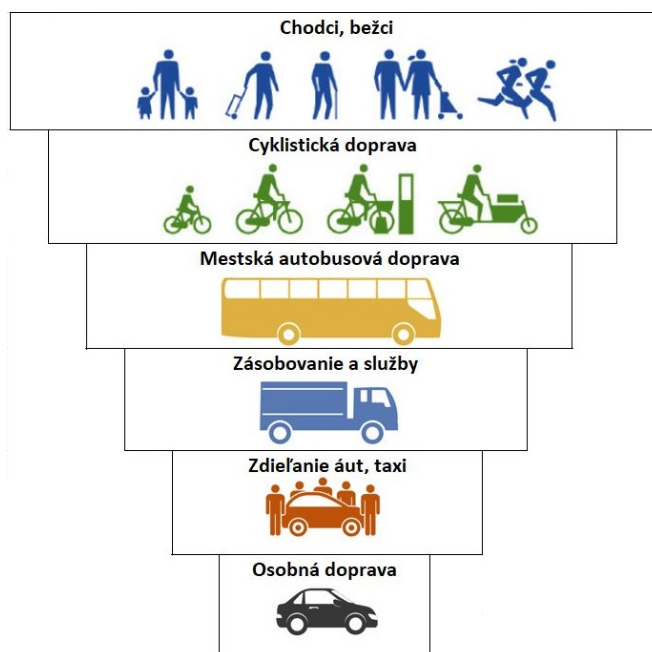 Chodci, bežci
Cyklistická doprava
Mestská autobusová doprava
Zásobovanie a služby
Zdieľanie áut, taxi
Osobná doprava